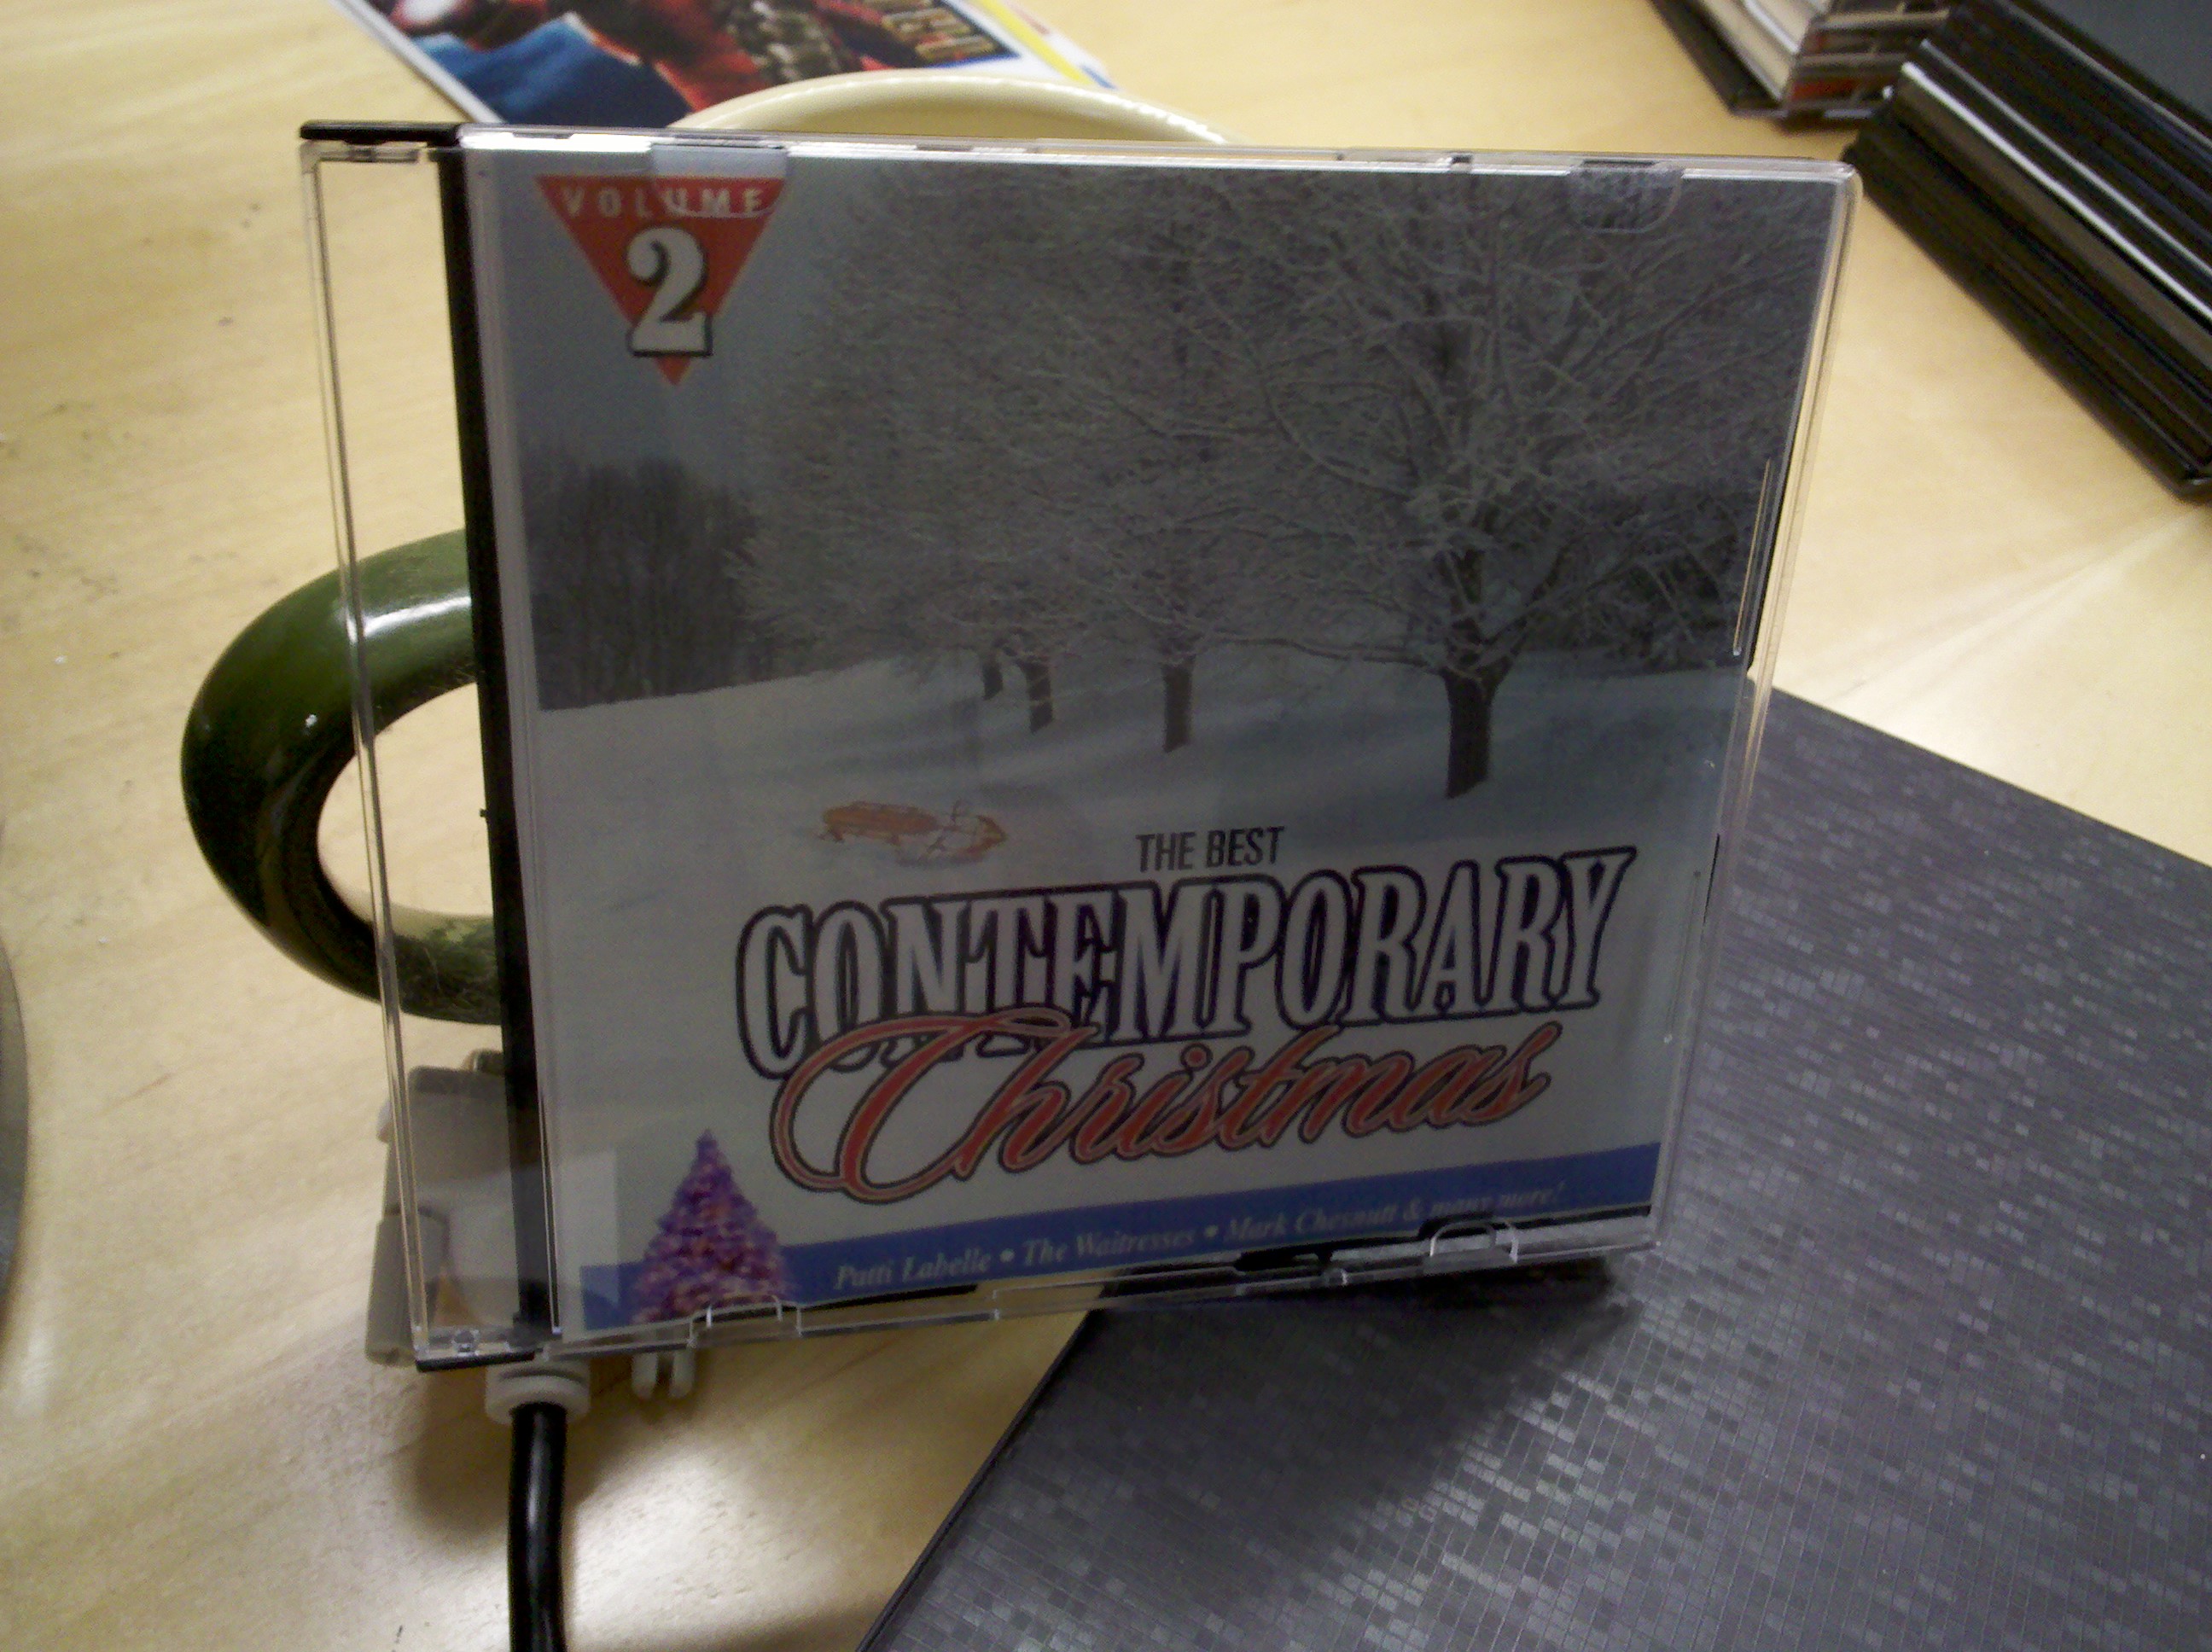 VOLUME
2
THE BEST
CONTEMPORARY
Christmas
Patti Labelle • The Waitresses • Mark Chesnutt & many more!